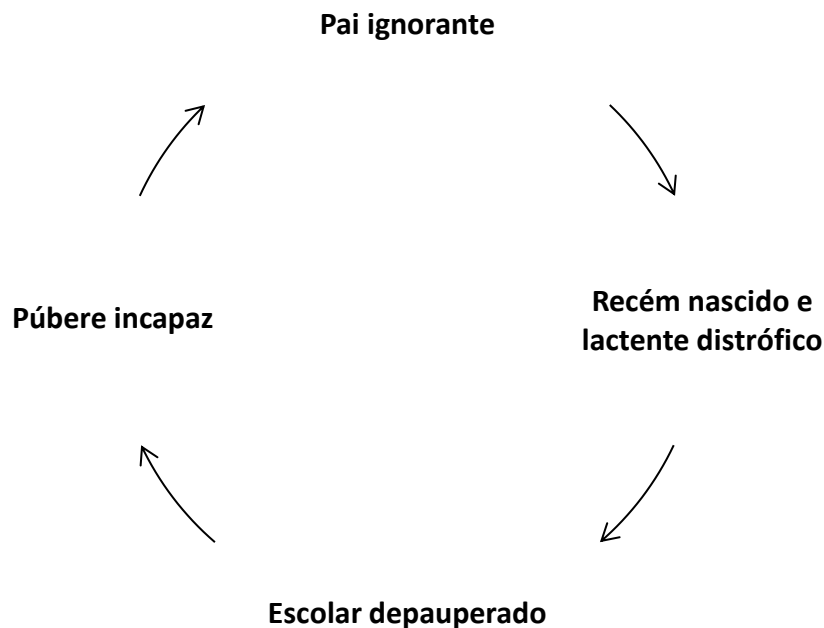 Pai ignorante
Recém nascido e
lactente distrófico
Escolar depauperado
Púbere incapaz